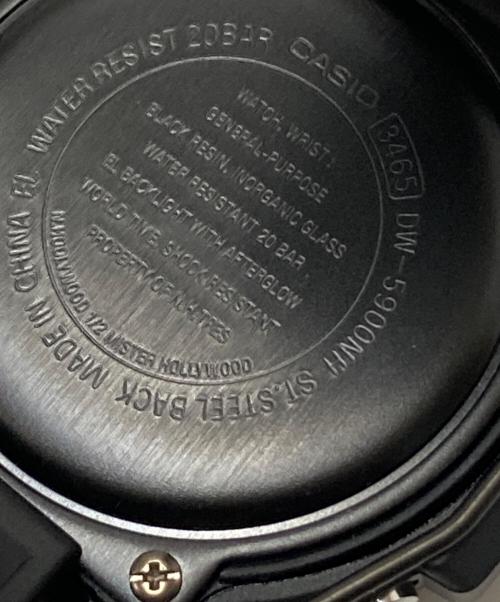 CASIO 3465 DW-5900NH ST.STEEL BACK MADE IN CHINA EL WATER RESIST 20BAR
WATCH, WRIST:
GENERAL-PURPOSE
BLACK RESIN, INORGANIC GLASS
WATER RESISTANT 20 BAR
EL BACKLIGHT WITH AFTERGLOW
WORLD TIME, SHOCK-RESISTANT
PROPERTY OF N.HLTRES
1/2 MISTER HOLLYWOOD